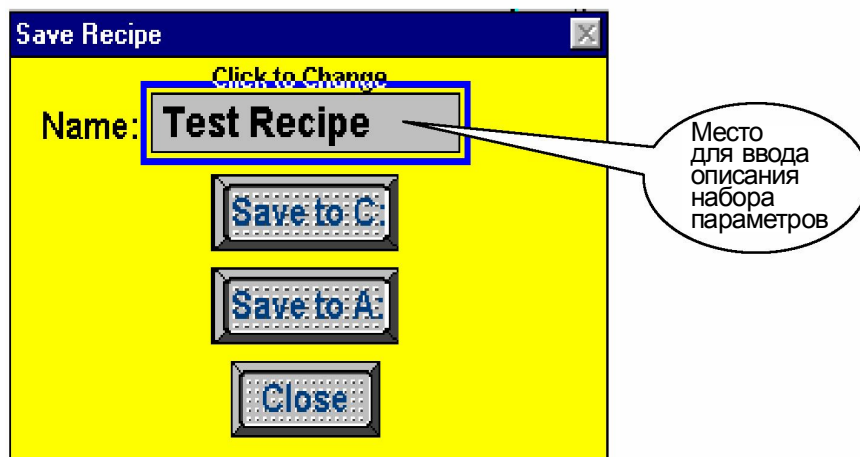 Save Recipe
Click to Change
Name: Test Recipe
Save to C:
Save to A:
Close
Место
для ввода
описания
набора
параметров